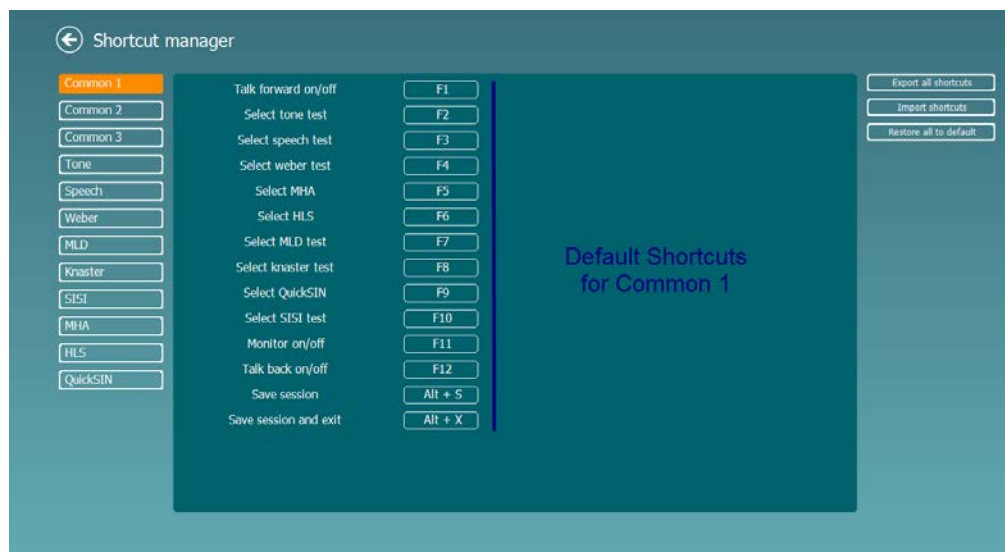 Shortcut manager
Common 1
Common 2
Common 3
Tone
Speech
Weber
MLD
Knaster
SISI
MHA
HLS
QuickSIN
Talk forward on/off F1
Select tone test F2
Select speech test F3
Select weber test F4
Select MHA F5
Select HLS F6
Select MLD test F7
Select knaster test F8
Select QuickSIN F9
Select SISI test F10
Monitor on/off F11
Talk back on/off F12
Save session Alt + S
Save session and exit Alt + X
Default Shortcuts
for Common 1
Export all shortcuts
Import shortcuts
Restore all to default